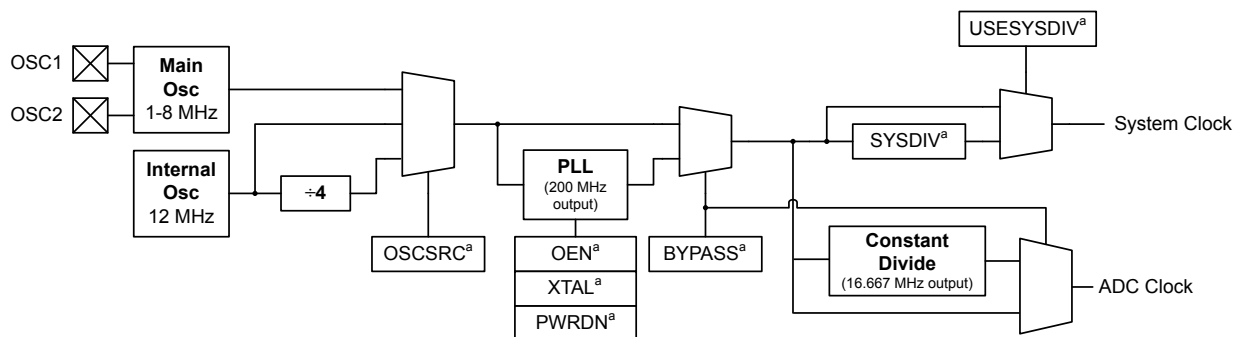 USESYSDIVᵃ
OSC1
OSC2
Main
Osc
1-8 MHz
System Clock
SYSDIVᵃ
Internal
Osc
12 MHz
÷4
PLL
(200 MHz
output)
OSCSRCᵃ
OENᵃ
XTALᵃ
PWRDNᵃ
BYPASSᵃ
Constant
Divide
(16.667 MHz output)
ADC Clock